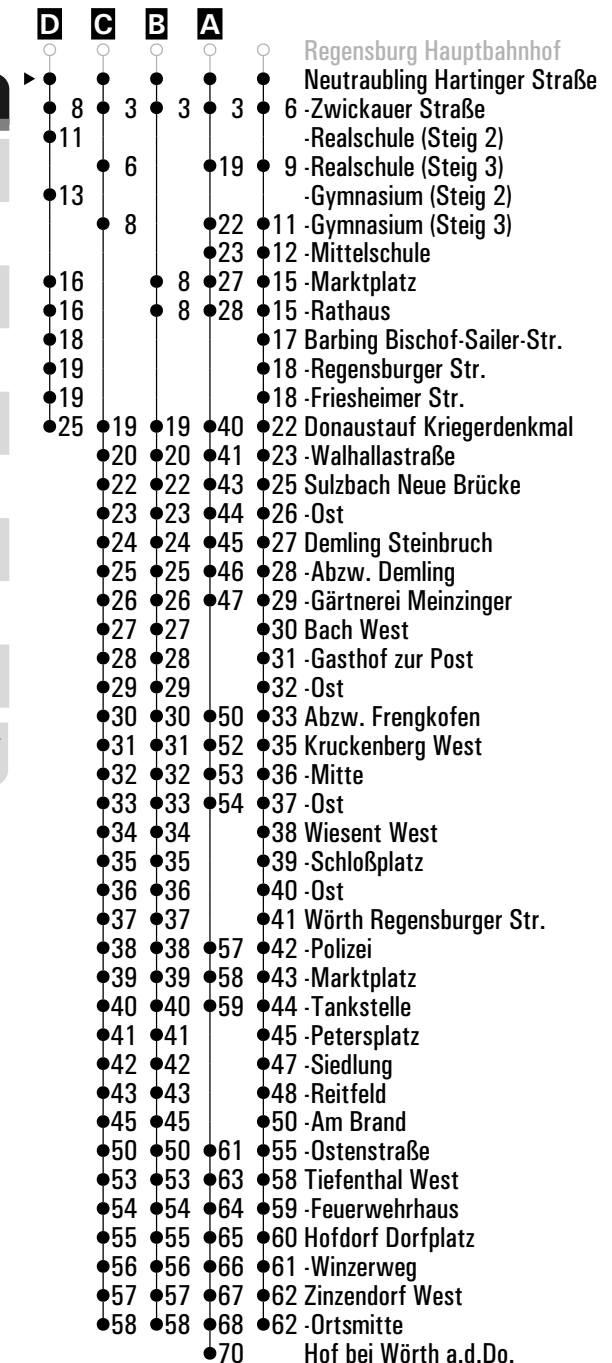 D C B A
Regensburg Hauptbahnhof
Neutraubling Hartinger Straße
8 3 3 3 6 -Zwickauer Straße
11 -Realschule (Steig 2)
6 19 9 -Realschule (Steig 3)
13 -Gymnasium (Steig 2)
8 22 11 -Gymnasium (Steig 3)
23 12 -Mittelschule
16 8 27 15 -Marktplatz
16 8 28 15 -Rathaus
18 17 Barbing Bischof-Sailer-Str.
19 18 -Regensburger Str.
19 18 -Friesheimer Str.
25 19 19 40 22 Donaustauf Kriegerdenkmal
20 20 41 23 -Walhallastraße
22 22 43 25 Sulzbach Neue Brücke
23 23 44 26 -Ost
24 24 45 27 Demling Steinbruch
25 25 46 28 -Abzw. Demling
26 26 47 29 -Gärtnerei Meinzinger
27 27 30 Bach West
28 28 31 -Gasthof zur Post
29 29 32 -Ost
30 30 50 33 Abzw. Frengkofen
31 31 52 35 Kruckenberg West
32 32 53 36 -Mitte
33 33 54 37 -Ost
34 34 38 Wiesent West
35 35 39 -Schloßplatz
36 36 40 -Ost
37 37 41 Wörth Regensburger Str.
38 38 57 42 -Polizei
39 39 58 43 -Marktplatz
40 40 59 44 -Tankstelle
41 41 45 -Petersplatz
42 42 47 -Siedlung
43 43 48 -Reitfeld
45 45 50 -Am Brand
50 50 61 55 -Ostenstraße
53 53 63 58 Tiefenthal West
54 54 64 59 -Feuerwehrhaus
55 55 65 60 Hofdorf Dorfplatz
56 56 66 61 -Winzerweg
57 57 67 62 Zinzendorf West
58 58 68 62 -Ortsmitte
70 Hof bei Wörth a.d.Do.